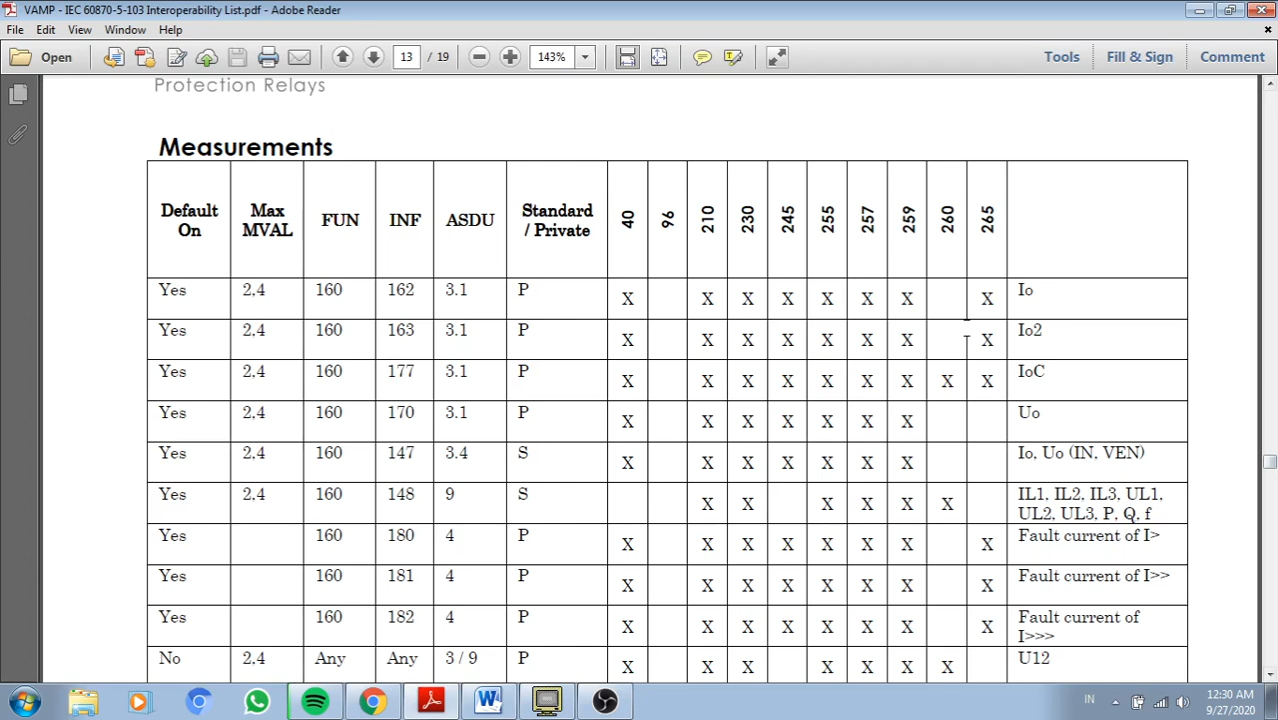 VAMP - IEC 60870-5-103 Interoperability List.pdf - Adobe Reader
File Edit View Window Help
Open 13 / 19 143% Tools Fill & Sign Comment
Protection Relays
Measurements
Default On Max MVAL FUN INF ASDU Standard / Private 40 96 210 230 245 255 257 259 260 265
Yes 2,4 160 162 3.1 P X X X X X X X X Io
Yes 2,4 160 163 3.1 P X X X X X X X X Io2
Yes 2,4 160 177 3.1 P X X X X X X X X X IoC
Yes 2,4 160 170 3.1 P X X X X X X X Uo
Yes 2,4 160 147 3.4 S X X X X X X X Io, Uo (IN, VEN)
Yes 2,4 160 148 9 S X X X X X X IL1, IL2, IL3, UL1,
UL2, UL3, P, Q, f
Yes 160 180 4 P X X X X X X X X Fault current of I>
Yes 160 181 4 P X X X X X X X X Fault current of I>>
Yes 160 182 4 P X X X X X X X X Fault current of
I>>>
No 2,4 Any Any 3 / 9 P X X X X X X X U12
IN 12:30 AM
9/27/2020